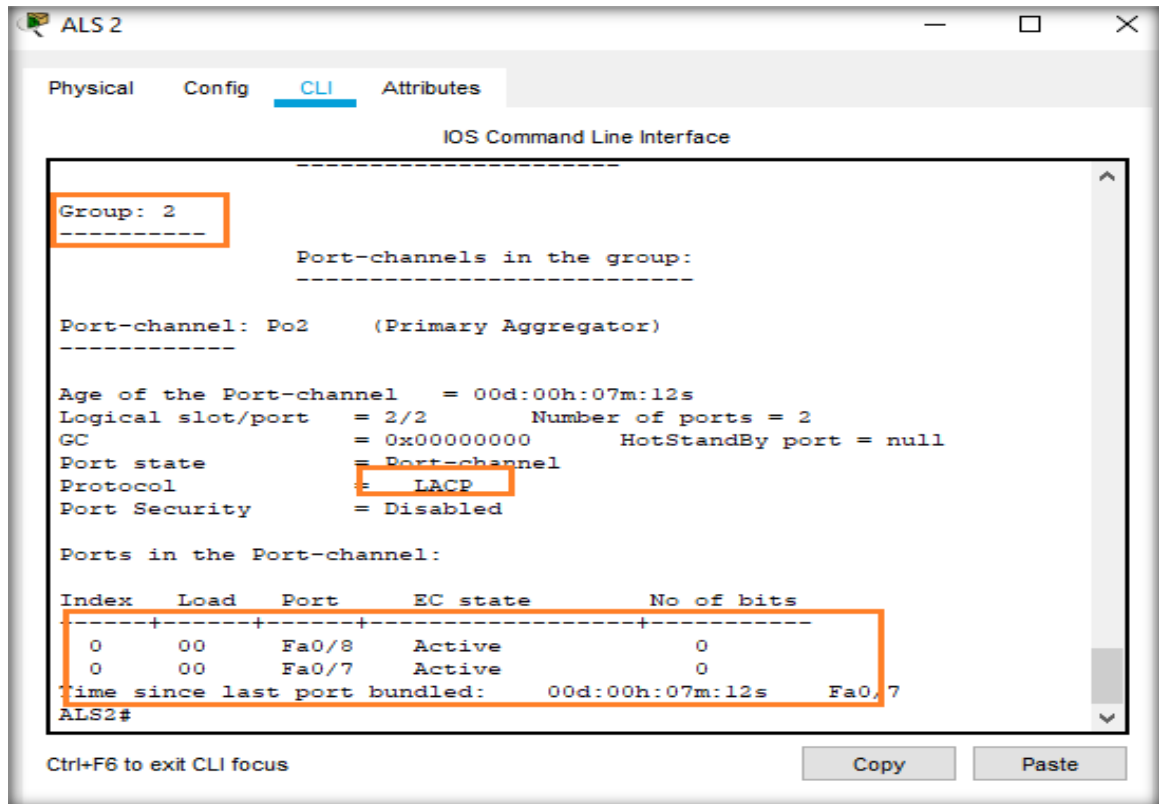 ALS 2
Physical Config CLI Attributes
IOS Command Line Interface
-----------------------
Group: 2
----------
Port-channels in the group:
---------------------------
Port-channel: Po2 (Primary Aggregator)
------------
Age of the Port-channel = 00d:00h:07m:12s
Logical slot/port = 2/2 Number of ports = 2
GC = 0x00000000 HotStandBy port = null
Port state = Port-channel
Protocol = LACP
Port Security = Disabled
Ports in the Port-channel:
Index Load Port EC state No of bits
------+------+------+------------------+-----------
0 00 Fa0/8 Active 0
0 00 Fa0/7 Active 0
Time since last port bundled: 00d:00h:07m:12s Fa0/7
ALS2#
Ctrl+F6 to exit CLI focus
Copy Paste